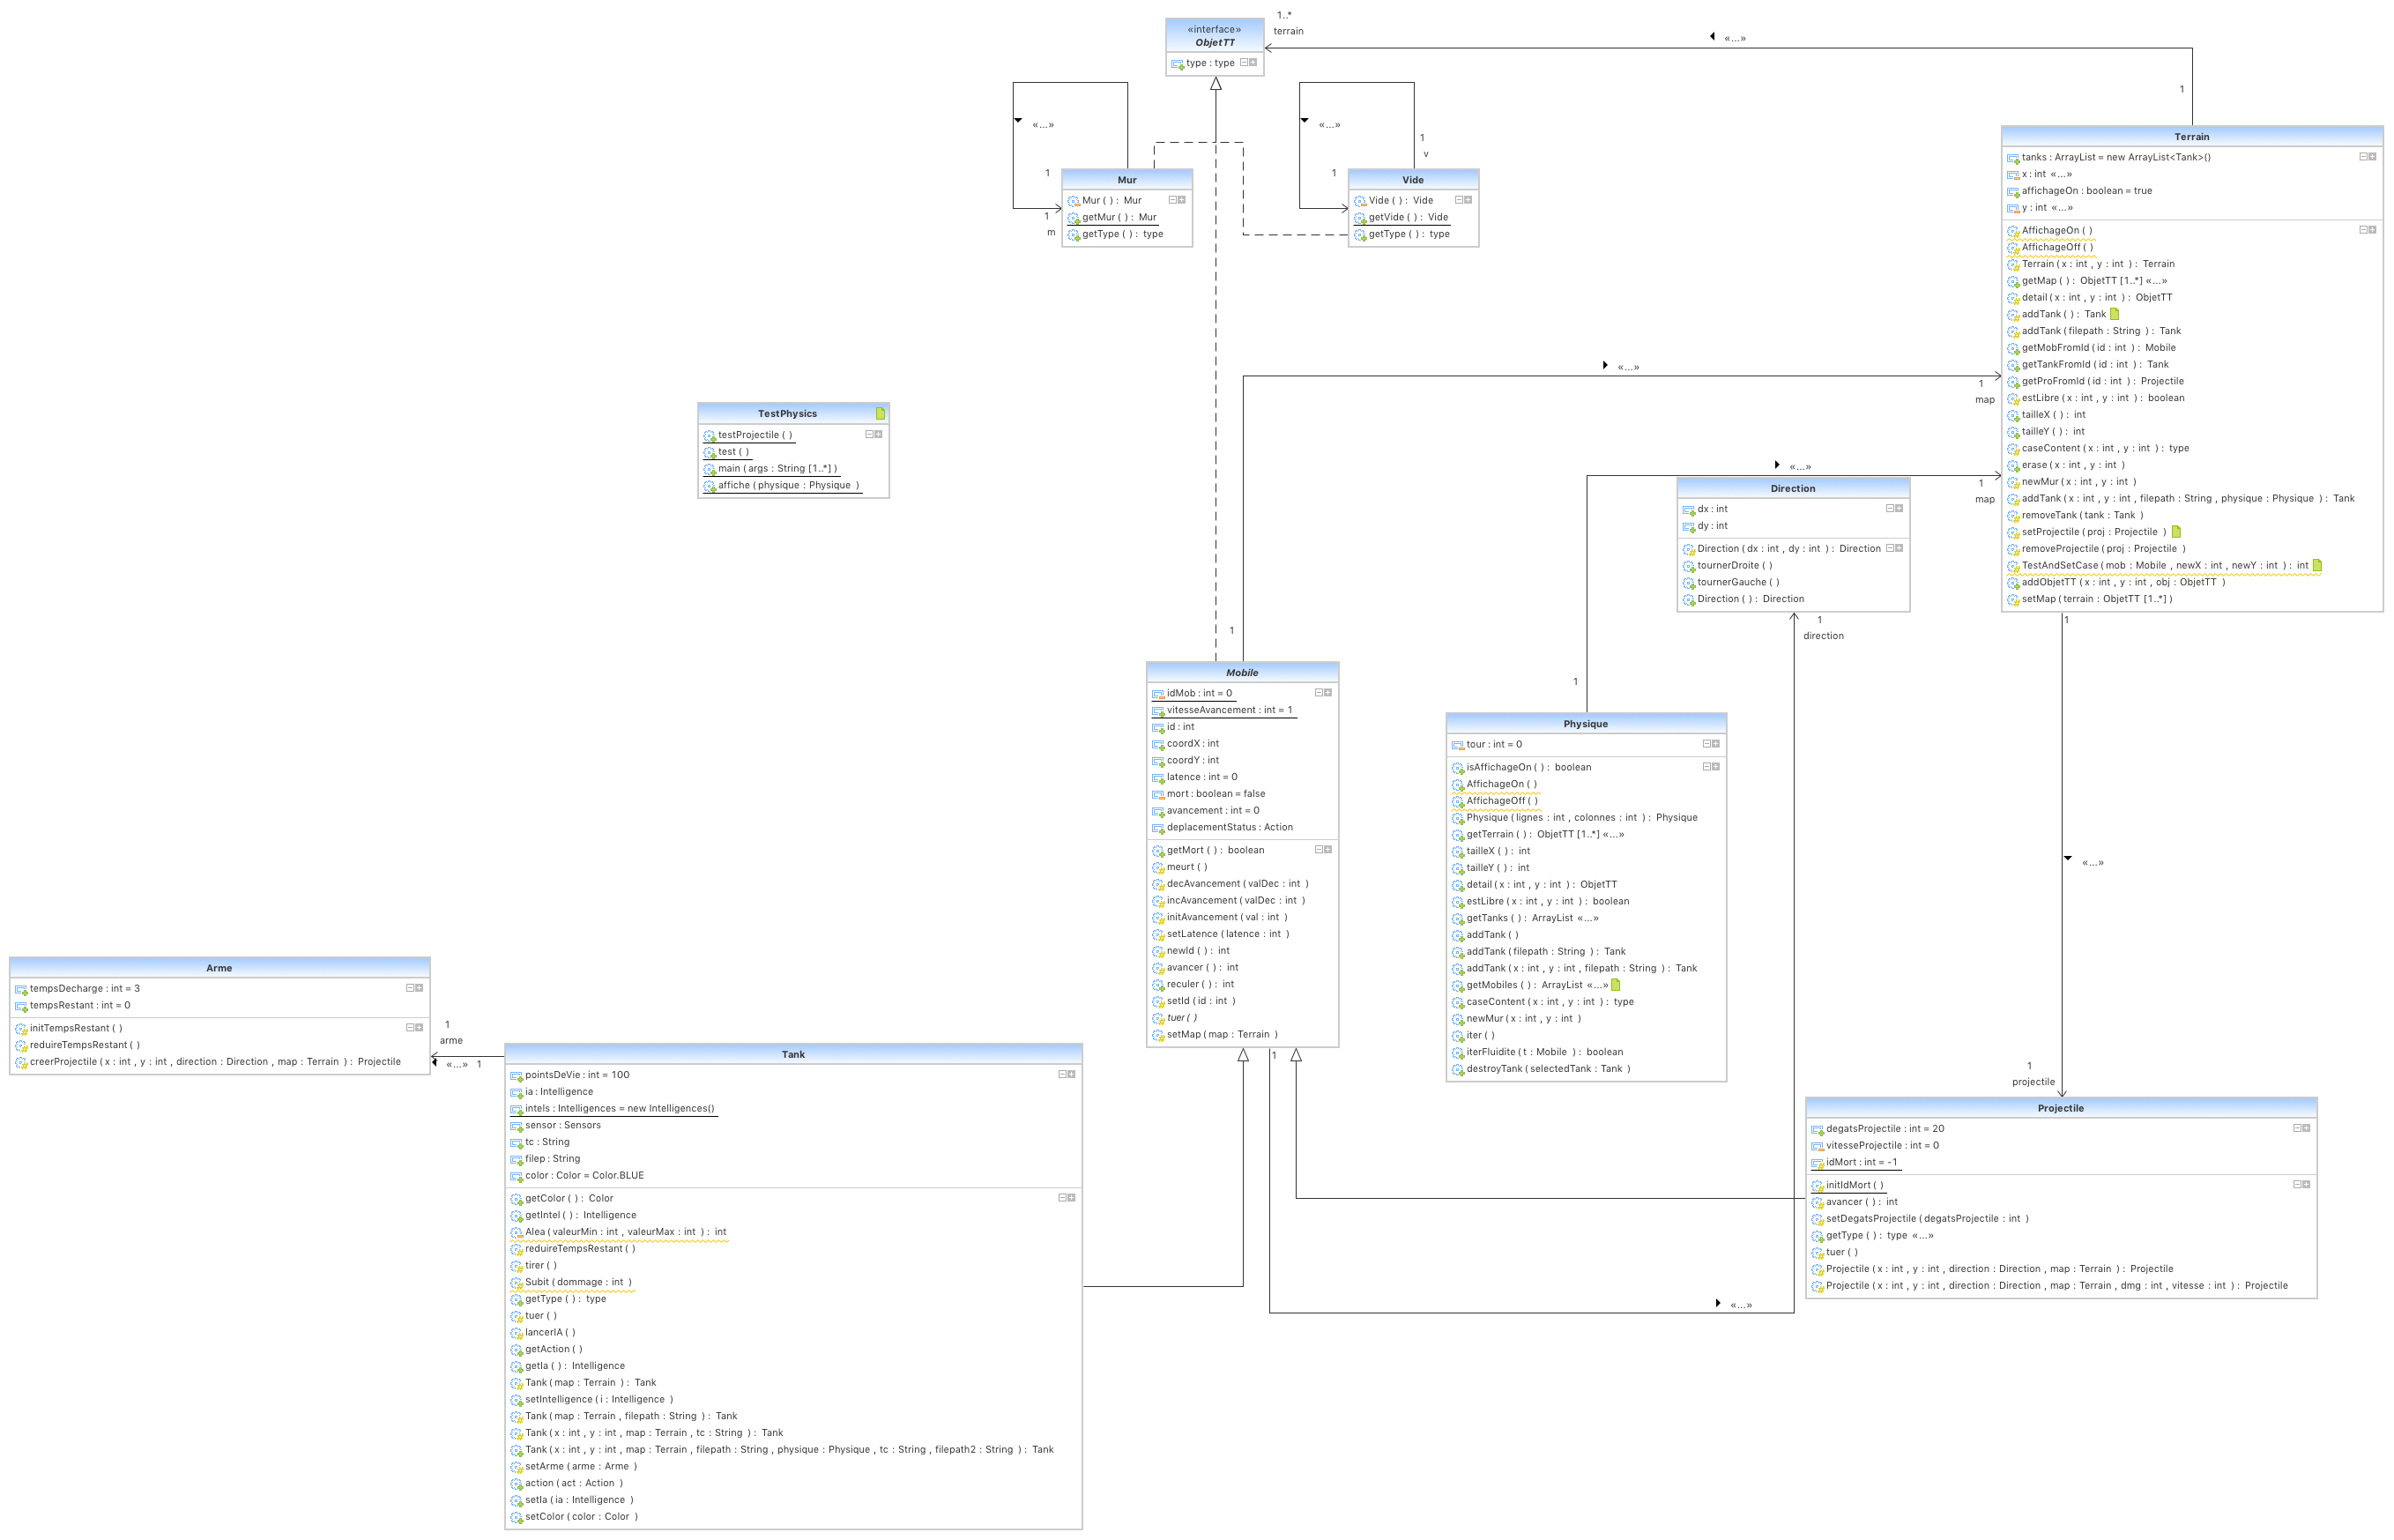 «interface»
ObjetTT
type : type
1..*
terrain
«...»
1
«...»
1
1
m
Mur
Mur ( ) : Mur
getMur ( ) : Mur
getType ( ) : type
«...»
1
v
1
Vide
Vide ( ) : Vide
getVide ( ) : Vide
getType ( ) : type
Terrain
tanks : ArrayList = new ArrayList<Tank>()
x : int «...»
affichageOn : boolean = true
y : int «...»
AffichageOn ( )
AffichageOff ( )
Terrain ( x : int , y : int ) : Terrain
getMap ( ) : ObjetTT [1..*] «...»
detail ( x : int , y : int ) : ObjetTT
addTank ( ) : Tank
addTank ( filepath : String ) : Tank
getMobFromId ( id : int ) : Mobile
getTankFromId ( id : int ) : Tank
getProFromId ( id : int ) : Projectile
estLibre ( x : int , y : int ) : boolean
tailleX ( ) : int
tailleY ( ) : int
caseContent ( x : int , y : int ) : type
erase ( x : int , y : int )
newMur ( x : int , y : int )
addTank ( x : int , y : int , filepath : String , physique : Physique ) : Tank
removeTank ( tank : Tank )
setProjectile ( proj : Projectile )
removeProjectile ( proj : Projectile )
TestAndSetCase ( mob : Mobile , newX : int , newY : int ) : int
addObjetTT ( x : int , y : int , obj : ObjetTT )
setMap ( terrain : ObjetTT [1..*] )
«...»
1
map
1
TestPhysics
testProjectile ( )
test ( )
main ( args : String [1..*] )
affiche ( physique : Physique )
«...»
1
map
1
Direction
dx : int
dy : int
Direction ( dx : int , dy : int ) : Direction
tournerDroite ( )
tournerGauche ( )
Direction ( ) : Direction
1
direction
1
Mobile
idMob : int = 0
vitesseAvancement : int = 1
id : int
coordX : int
coordY : int
latence : int = 0
mort : boolean = false
avancement : int = 0
deplacementStatus : Action
getMort ( ) : boolean
meurt ( )
decAvancement ( valDec : int )
incAvancement ( valDec : int )
initAvancement ( val : int )
setLatence ( latence : int )
newId ( ) : int
avancer ( ) : int
reculer ( ) : int
setId ( id : int )
tuer ( )
setMap ( map : Terrain )
1
«...»
Physique
tour : int = 0
isAffichageOn ( ) : boolean
AffichageOn ( )
AffichageOff ( )
Physique ( lignes : int , colonnes : int ) : Physique
getTerrain ( ) : ObjetTT [1..*] «...»
tailleX ( ) : int
tailleY ( ) : int
detail ( x : int , y : int ) : ObjetTT
estLibre ( x : int , y : int ) : boolean
getTanks ( ) : ArrayList «...»
addTank ( )
addTank ( filepath : String ) : Tank
addTank ( x : int , y : int , filepath : String ) : Tank
getMobiles ( ) : ArrayList «...»
caseContent ( x : int , y : int ) : type
newMur ( x : int , y : int )
iter ( )
iterFluidite ( t : Mobile ) : boolean
destroyTank ( selectedTank : Tank )
«...»
1
projectile
Projectile
degatsProjectile : int = 20
vitesseProjectile : int = 0
idMort : int = -1
initIdMort ( )
avancer ( ) : int
setDegatsProjectile ( degatsProjectile : int )
getType ( ) : type «...»
tuer ( )
Projectile ( x : int , y : int , direction : Direction , map : Terrain ) : Projectile
Projectile ( x : int , y : int , direction : Direction , map : Terrain , dmg : int , vitesse : int ) : Projectile
Arme
tempsDecharge : int = 3
tempsRestant : int = 0
initTempsRestant ( )
reduireTempsRestant ( )
creerProjectile ( x : int , y : int , direction : Direction , map : Terrain ) : Projectile
1
arme
«...» 1
Tank
pointsDeVie : int = 100
ia : Intelligence
intels : Intelligences = new Intelligences()
sensor : Sensors
tc : String
filep : String
color : Color = Color.BLUE
getColor ( ) : Color
getIntel ( ) : Intelligence
Alea ( valeurMin : int , valeurMax : int ) : int
reduireTempsRestant ( )
tirer ( )
Subit ( dommage : int )
getType ( ) : type
tuer ( )
lancerIA ( )
getAction ( )
getIa ( ) : Intelligence
Tank ( map : Terrain ) : Tank
setIntelligence ( i : Intelligence )
Tank ( map : Terrain , filepath : String ) : Tank
Tank ( x : int , y : int , map : Terrain , tc : String ) : Tank
Tank ( x : int , y : int , map : Terrain , filepath : String , physique : Physique , tc : String , filepath2 : String ) : Tank
setArme ( arme : Arme )
action ( act : Action )
setIa ( ia : Intelligence )
setColor ( color : Color )